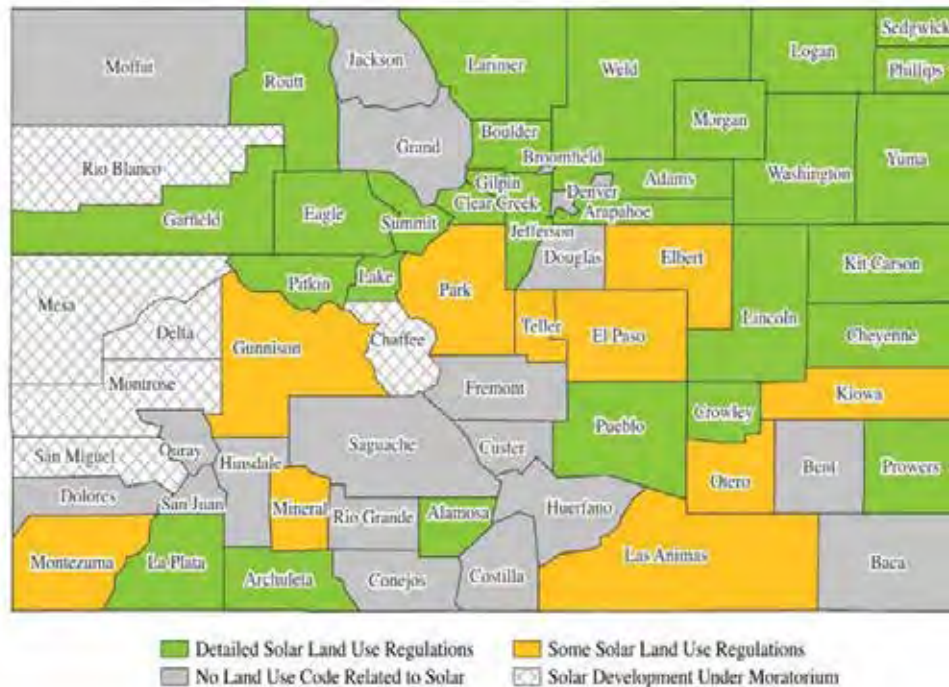 Moffat
Routt
Jackson
Larimer
Weld
Logan
Sedgwick
Phillips
Morgan
Boulder
Grand
Broomfield
Rio Blanco
Gilpin
Denver
Adams
Washington
Yuma
Clear Creek
Arapahoe
Garfield
Eagle
Summit
Jefferson
Douglas
Elbert
Kit Carson
Mesa
Pitkin
Lake
Park
Delta
Teller
El Paso
Lincoln
Cheyenne
Gunnison
Chaffee
Montrose
Fremont
Kiowa
Crowley
Pueblo
Saguache
Custer
Ouray
San Miguel
Hinsdale
Otero
Bent
Prowers
Dolores
San Juan
Mineral
Rio Grande
Alamosa
Huerfano
Montezuma
La Plata
Archuleta
Conejos
Costilla
Las Animas
Baca
Detailed Solar Land Use Regulations
Some Solar Land Use Regulations
No Land Use Code Related to Solar
Solar Development Under Moratorium